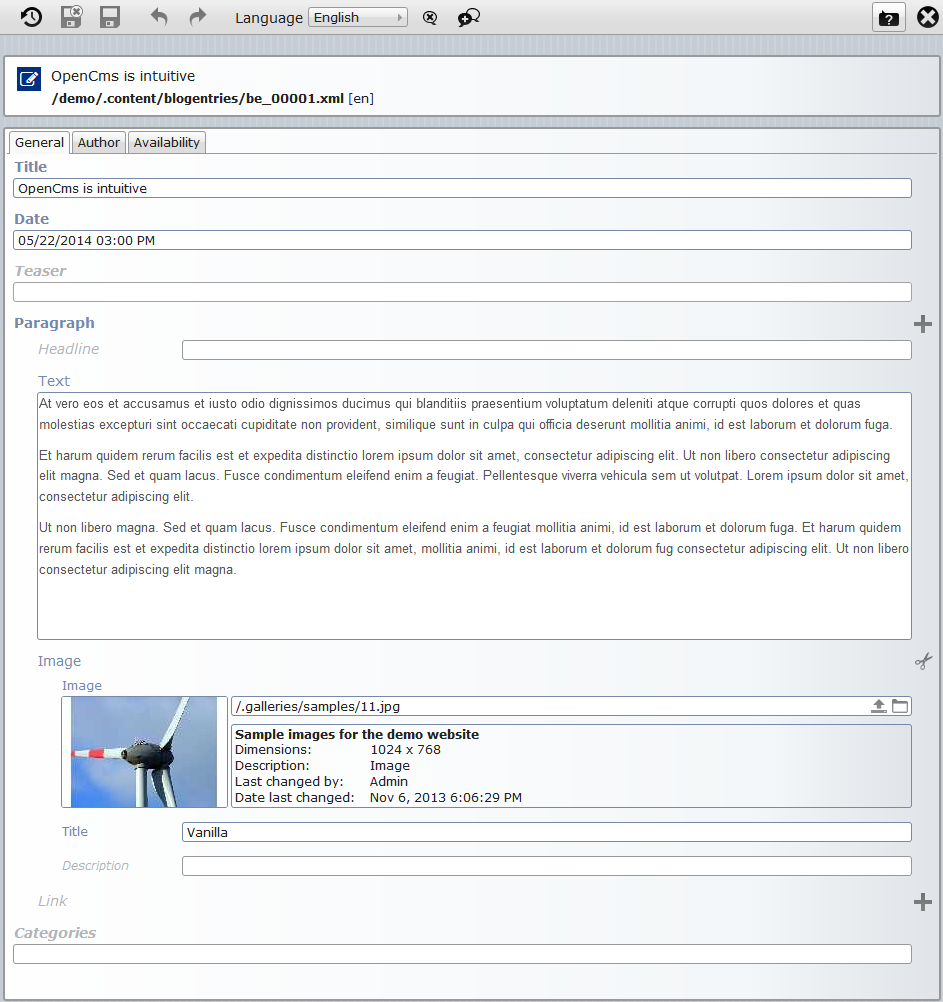 Language English
OpenCms is intuitive
/demo/.content/blogentries/be_00001.xml [en]
General Author Availability
Title
OpenCms is intuitive
Date
05/22/2014 03:00 PM
Teaser
Paragraph
Headline
Text
At vero eos et accusamus et iusto odio dignissimos ducimus qui blanditiis praesentium voluptatum deleniti atque corrupti quos dolores et quas
molestias excepturi sint occaecati cupiditate non provident, similique sunt in culpa qui officia deserunt mollitia animi, id est laborum et dolorum fuga.
Et harum quidem rerum facilis est et expedita distinctio lorem ipsum dolor sit amet, consectetur adipiscing elit. Ut non libero consectetur adipiscing
elit magna. Sed et quam lacus. Fusce condimentum eleifend enim a feugiat. Pellentesque viverra vehicula sem ut volutpat. Lorem ipsum dolor sit amet,
consectetur adipiscing elit.
Ut non libero magna. Sed et quam lacus. Fusce condimentum eleifend enim a feugiat mollitia animi, id est laborum et dolorum fuga. Et harum quidem
rerum facilis est et expedita distinctio lorem ipsum dolor sit amet, mollitia animi, id est laborum et dolorum fug consectetur adipiscing elit. Ut non libero
consectetur adipiscing elit magna.
Image
Image
/.galleries/samples/11.jpg
Sample images for the demo website
Dimensions: 1024 x 768
Description: Image
Last changed by: Admin
Date last changed: Nov 6, 2013 6:06:29 PM
Title Vanilla
Description
Link
Categories